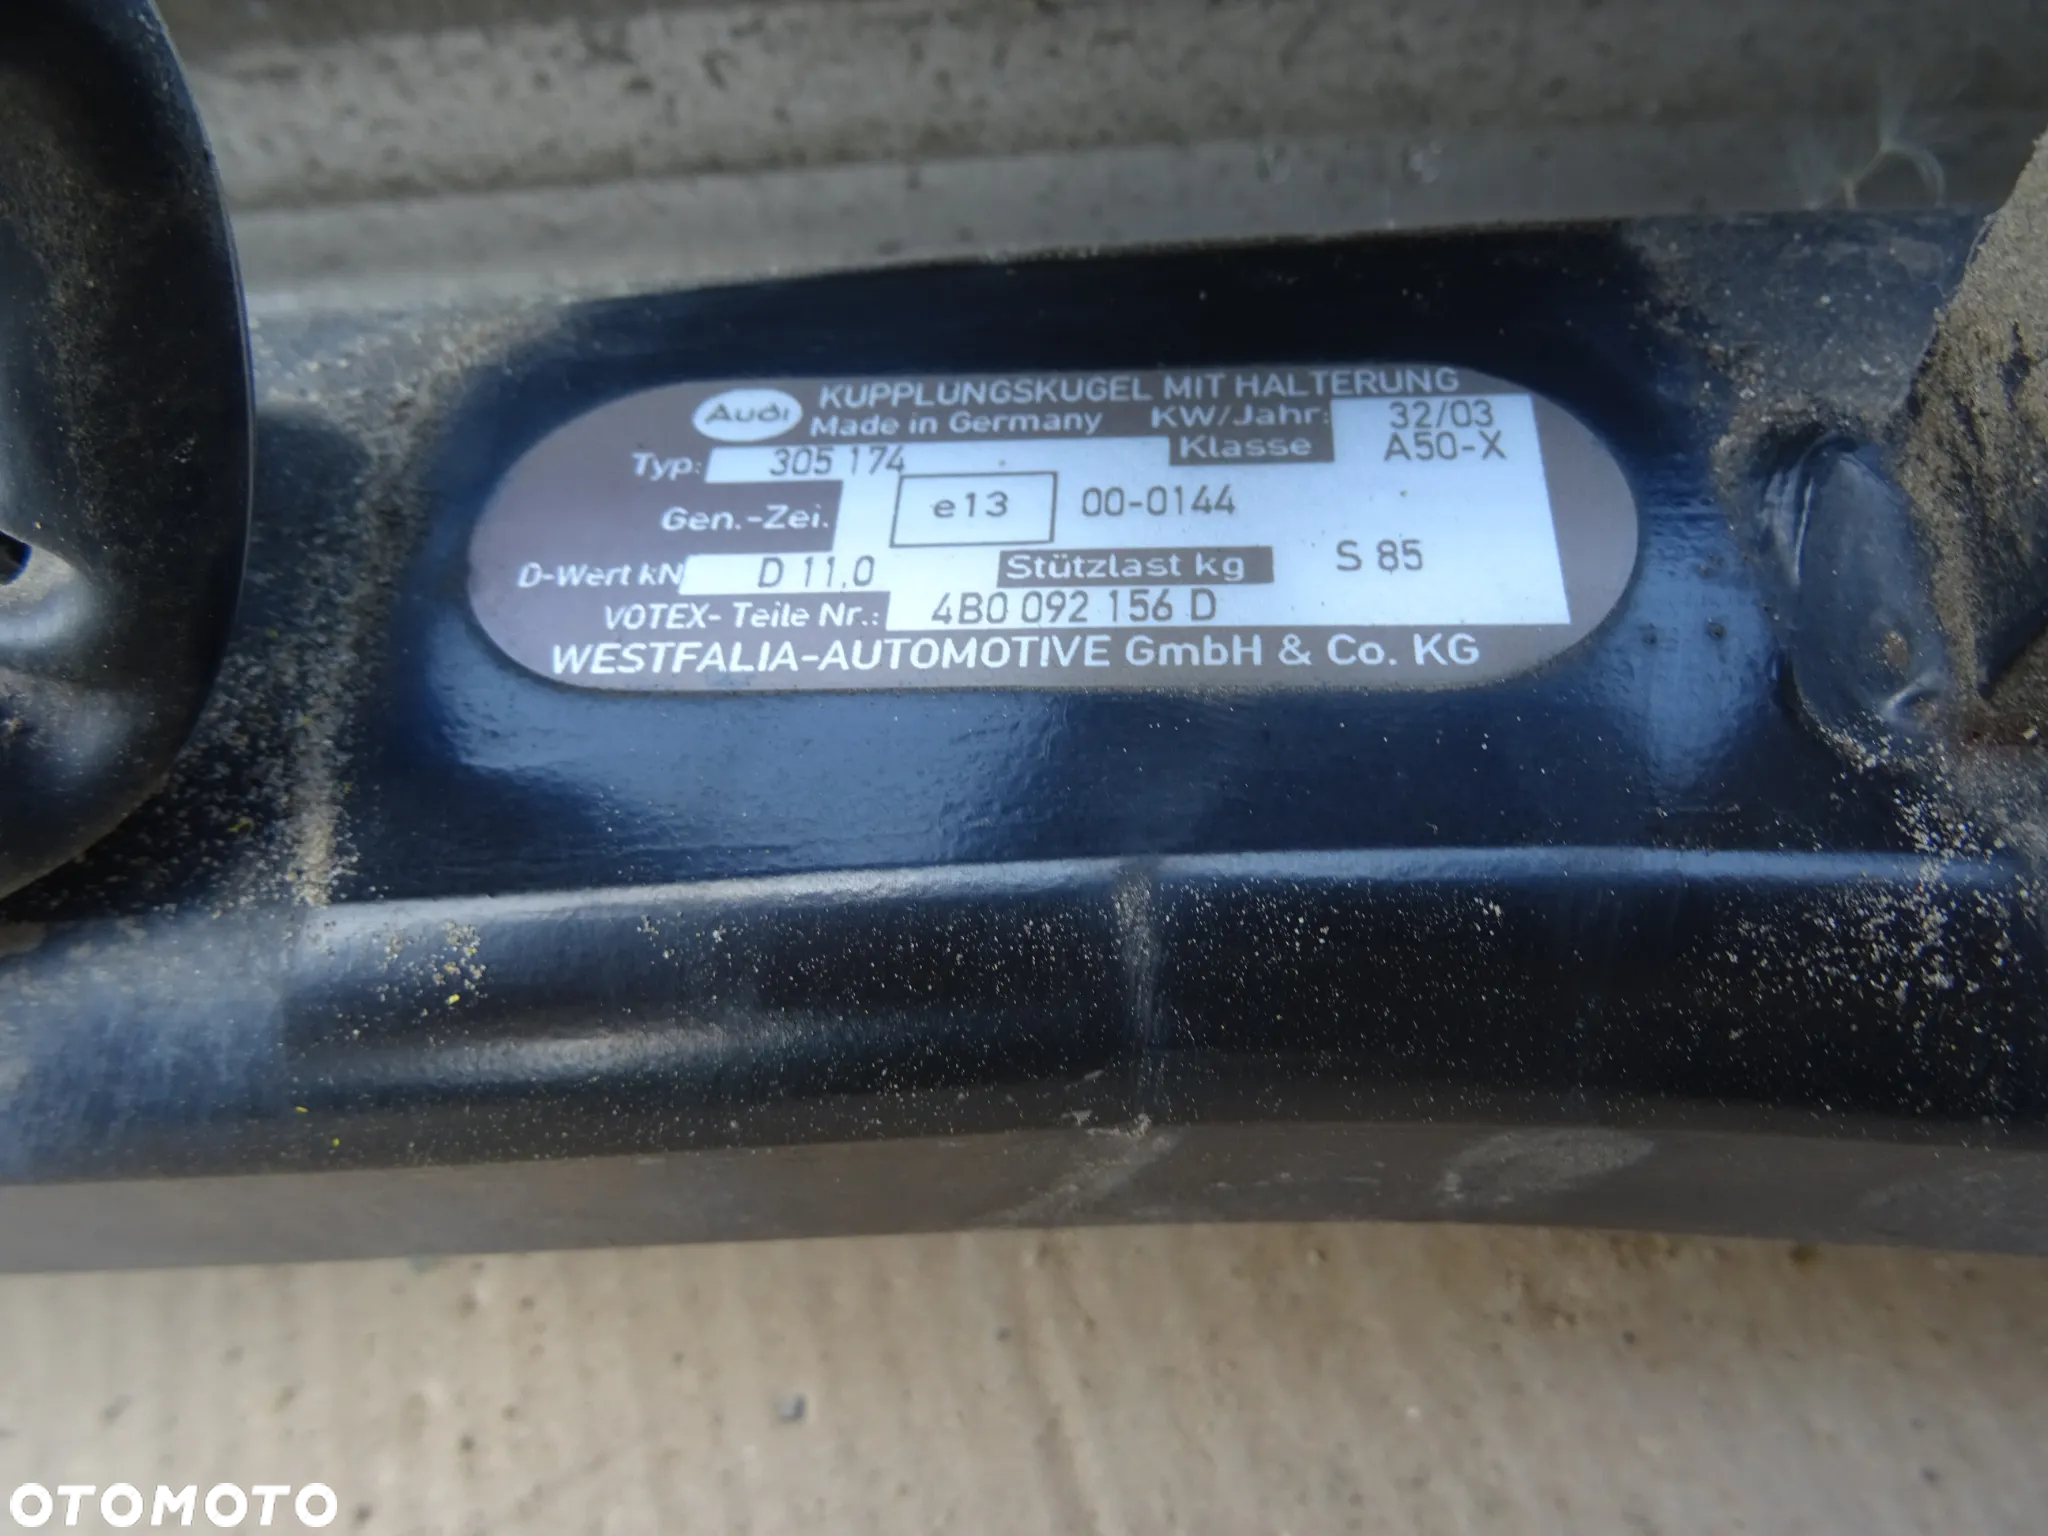 Audi KUPPLUNGSKUGEL MIT HALTERUNG
Made in Germany KW/Jahr: 32/03
Typ: 305 174 Klasse A50-X
Gen.-Zei. e13 00-0144
D-Wert kN D 11,0 Stützlast kg S 85
VOTEX- Teile Nr.: 4B0 092 156 D
WESTFALIA-AUTOMOTIVE GmbH & Co. KG
OTOMOTO